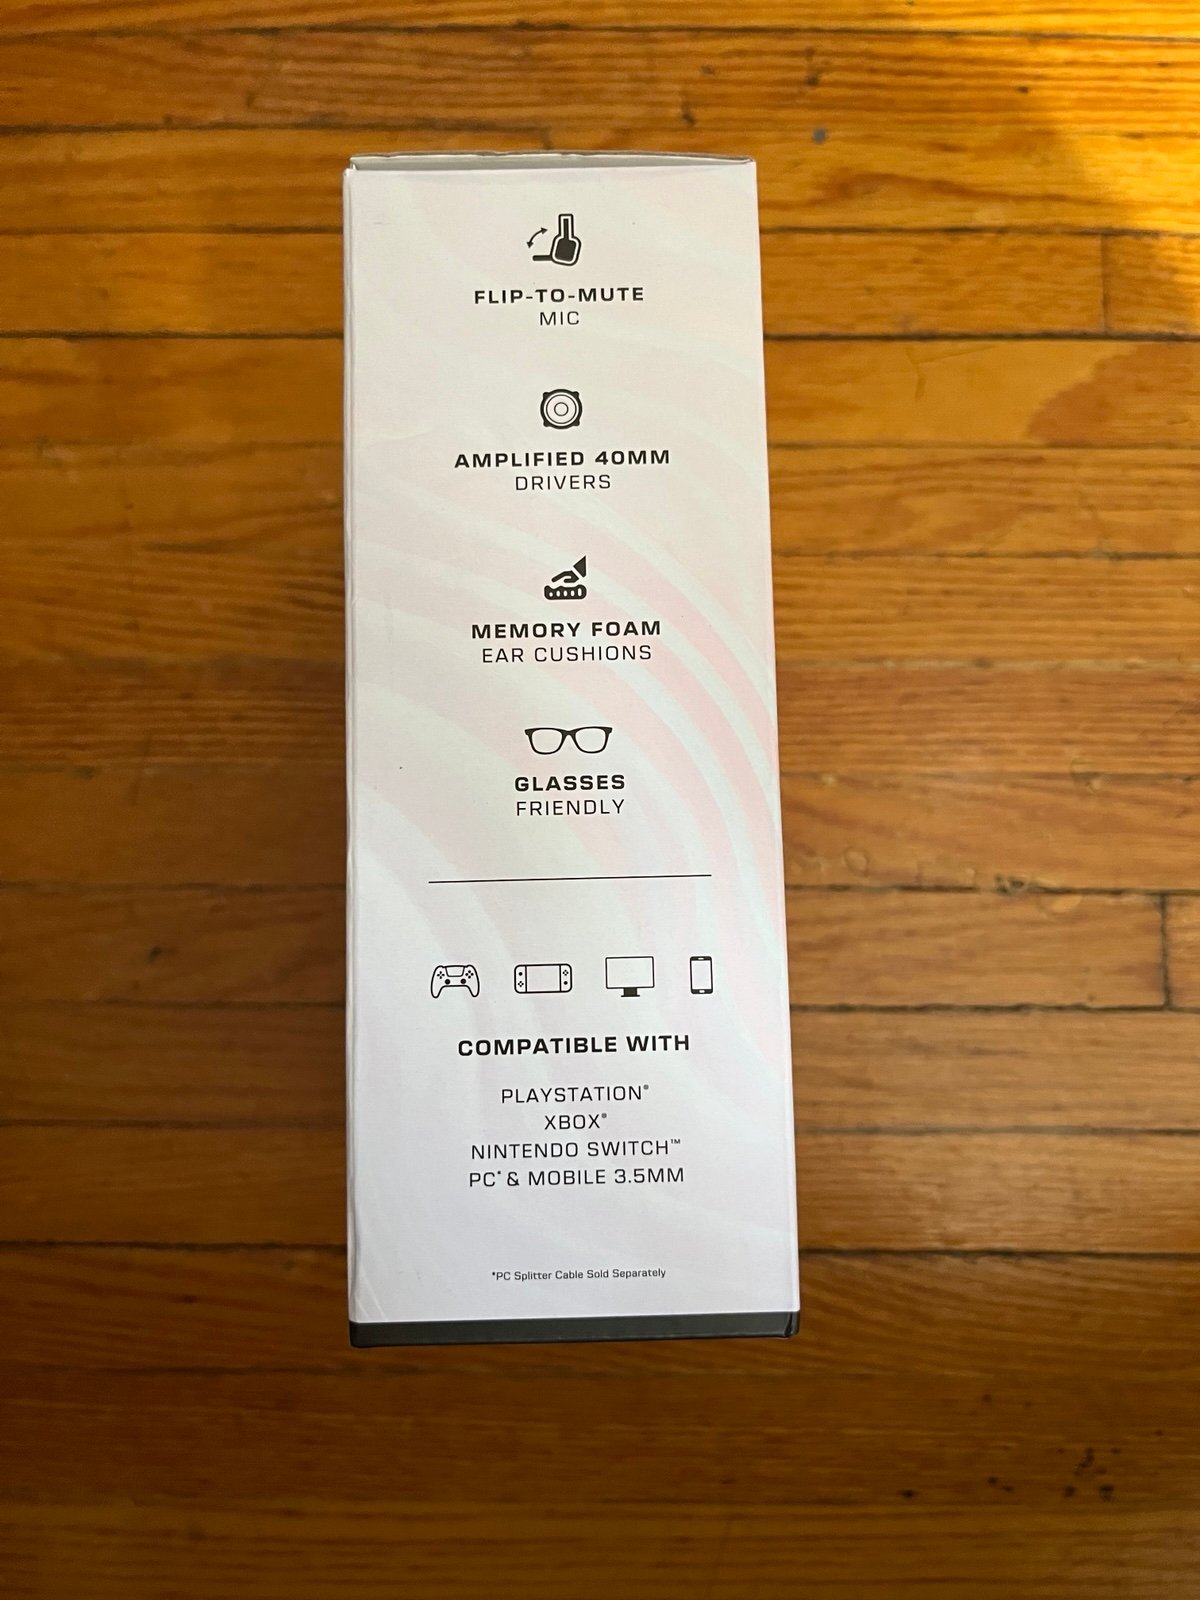 FLIP-TO-MUTE
MIC
AMPLIFIED 40MM
DRIVERS
MEMORY FOAM
EAR CUSHIONS
GLASSES
FRIENDLY
COMPATIBLE WITH
PLAYSTATION®
XBOX®
NINTENDO SWITCH™
PC* & MOBILE 3.5MM
*PC Splitter Cable Sold Separately